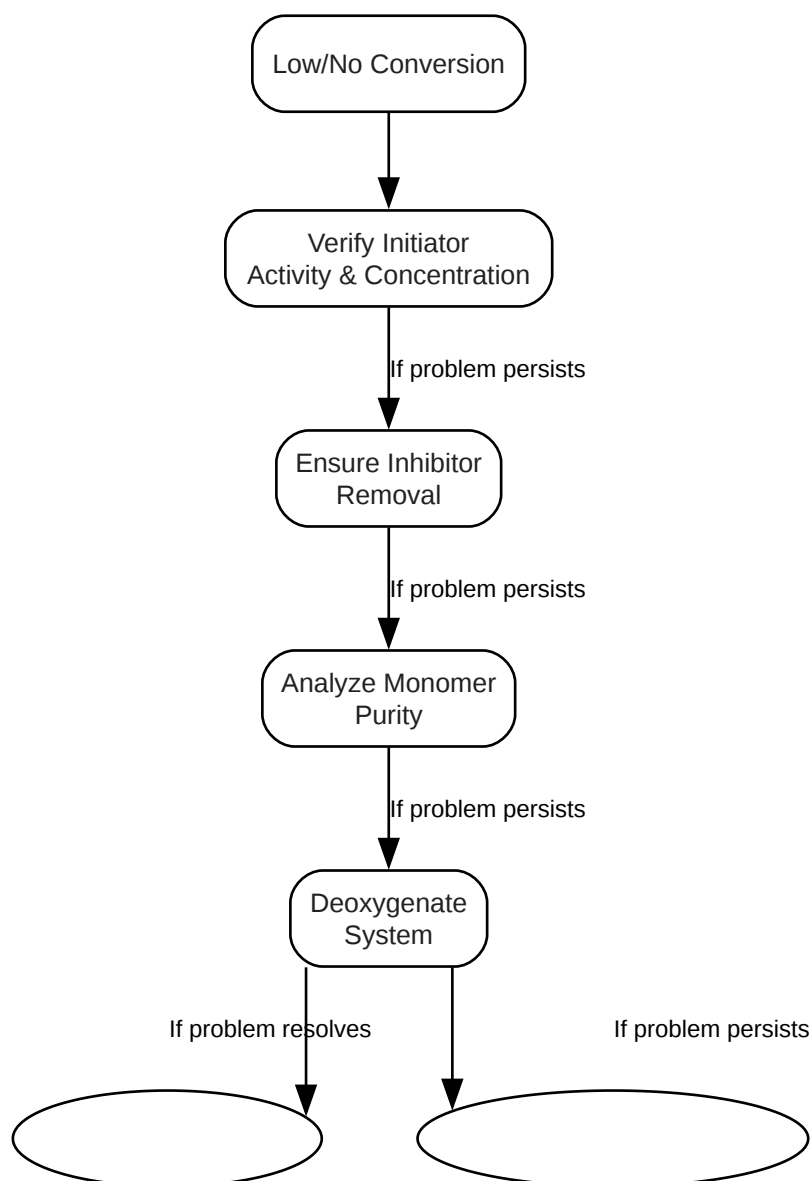 Low/No Conversion
Verify Initiator
Activity & Concentration
If problem persists
Ensure Inhibitor
Removal
If problem persists
Analyze Monomer
Purity
If problem persists
Deoxygenate
System
If problem resolves
If problem persists